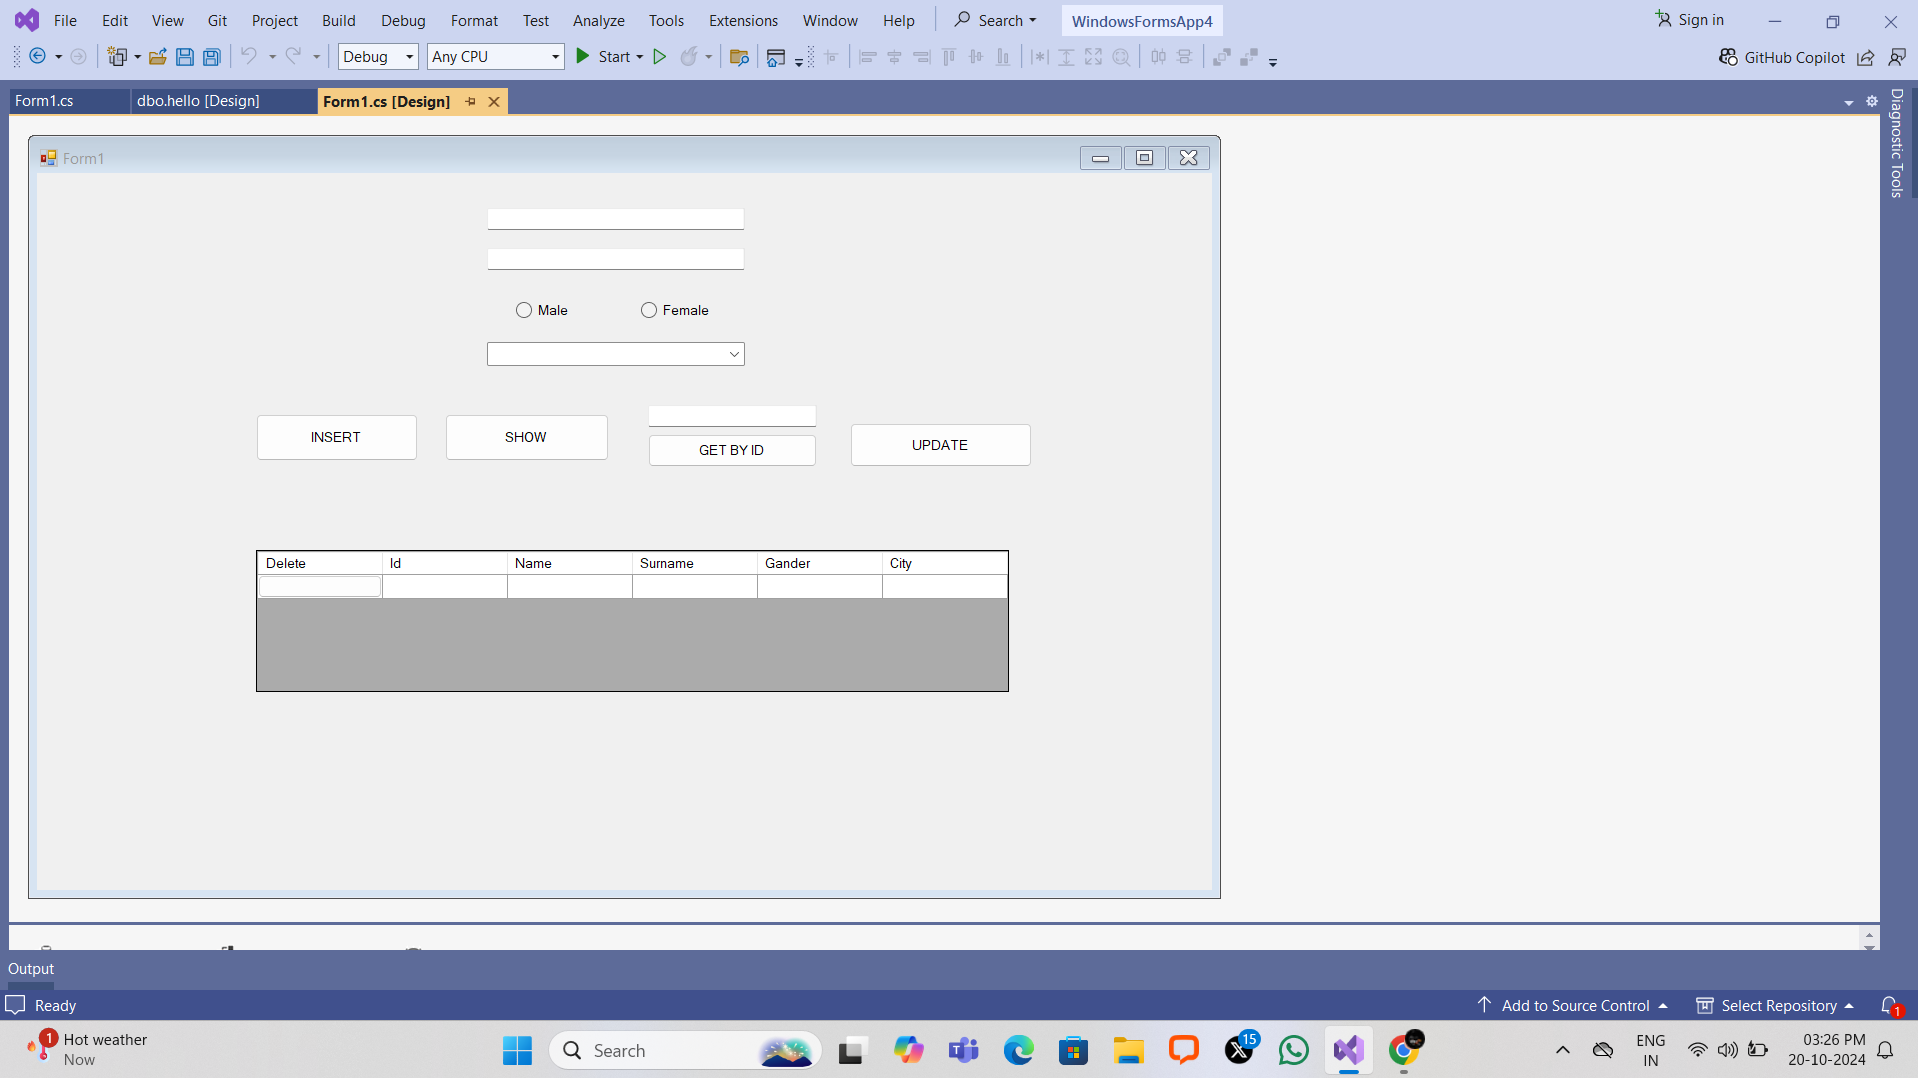 File Edit View Git Project Build Debug Format Test Analyze Tools Extensions Window Help Search WindowsFormsApp4 Sign in
Debug Any CPU Start GitHub Copilot
Form1.cs dbo.hello [Design] Form1.cs [Design]
Diagnostic Tools
Form1
Male Female
INSERT SHOW GET BY ID UPDATE
Delete Id Name Surname Gander City
Output
Ready Add to Source Control Select Repository 1
1 Hot weather
Now
Search
15
ENG
IN
03:26 PM
20-10-2024